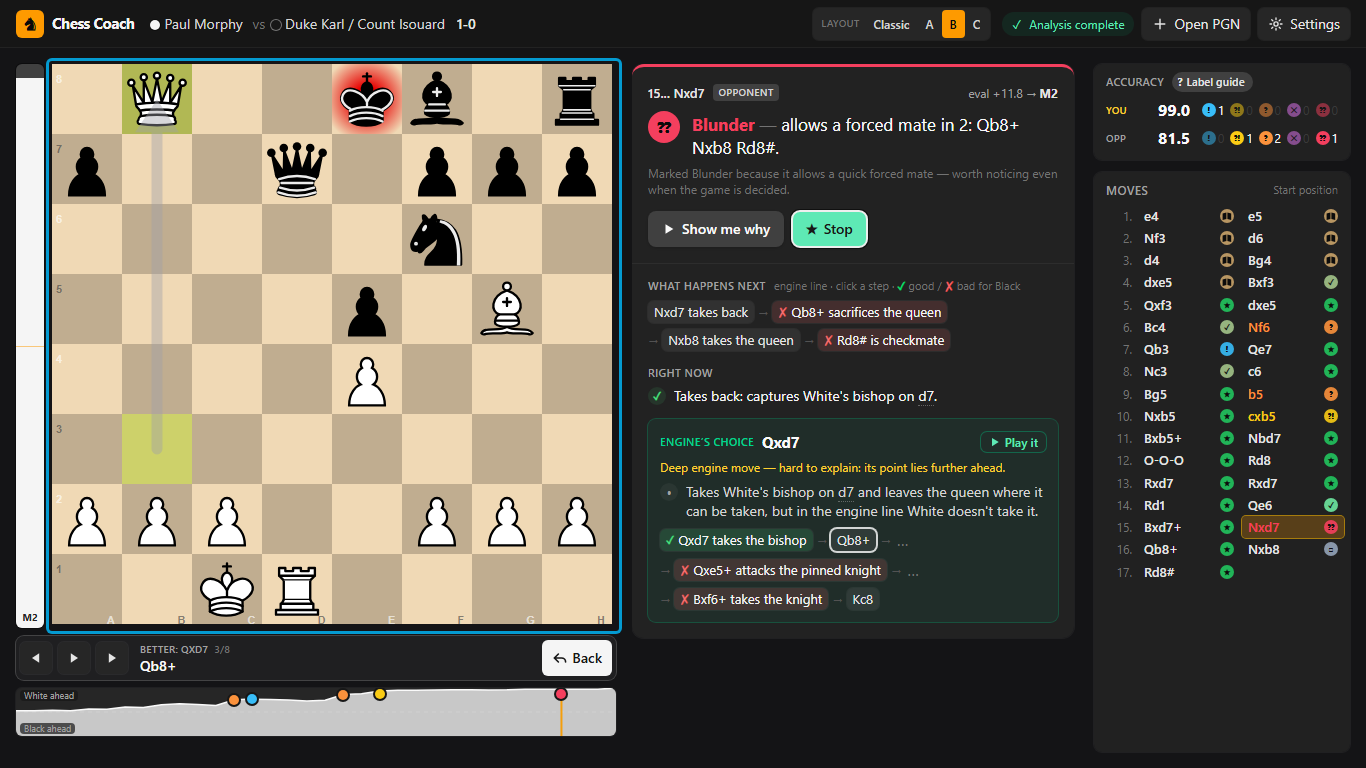 Chess Coach
Paul Morphy vs Duke Karl / Count Isouard 1-0
LAYOUT Classic A B C
✓ Analysis complete
+ Open PGN
Settings
8
7
6
5
4
3
2
1
A B C D E F G H
M2
BETTER: QXD7 3/8
Qb8+
Back
White ahead
Black ahead
15... Nxd7 OPPONENT eval +11.8 → M2
?? Blunder — allows a forced mate in 2: Qb8+
Nxb8 Rd8#.
Marked Blunder because it allows a quick forced mate — worth noticing even
when the game is decided.
▶ Show me why
★ Stop
WHAT HAPPENS NEXT engine line · click a step · ✓ good / ✗ bad for Black
Nxd7 takes back → ✗ Qb8+ sacrifices the queen
→ Nxb8 takes the queen → ✗ Rd8# is checkmate
RIGHT NOW
✓ Takes back: captures White's bishop on d7.
ENGINE'S CHOICE Qxd7 ▶ Play it
Deep engine move — hard to explain: its point lies further ahead.
Takes White's bishop on d7 and leaves the queen where it
can be taken, but in the engine line White doesn't take it.
✓ Qxd7 takes the bishop → Qb8+ → ...
→ ✗ Qxe5+ attacks the pinned knight → ...
→ ✗ Bxf6+ takes the knight → Kc8
ACCURACY ? Label guide
YOU 99.0 ! 1 ?! 0 ? 0 × 0 ?? 0
OPP 81.5 ! 0 ?! 1 ? 2 × 0 ?? 1
MOVES Start position
1. e4 e5
2. Nf3 d6
3. d4 Bg4
4. dxe5 Bxf3 ✓
5. Qxf3 ★ dxe5 ★
6. Bc4 ✓ Nf6 ?
7. Qb3 ! Qe7 ★
8. Nc3 ✓ c6 ★
9. Bg5 ★ b5 ?
10. Nxb5 ★ cxb5 ?!
11. Bxb5+ ★ Nbd7 ★
12. O-O-O ★ Rd8 ★
13. Rxd7 ★ Rxd7 ★
14. Rd1 ★ Qe6 ✓
15. Bxd7+ ★ Nxd7 ??
16. Qb8+ ★ Nxb8 =
17. Rd8# ★